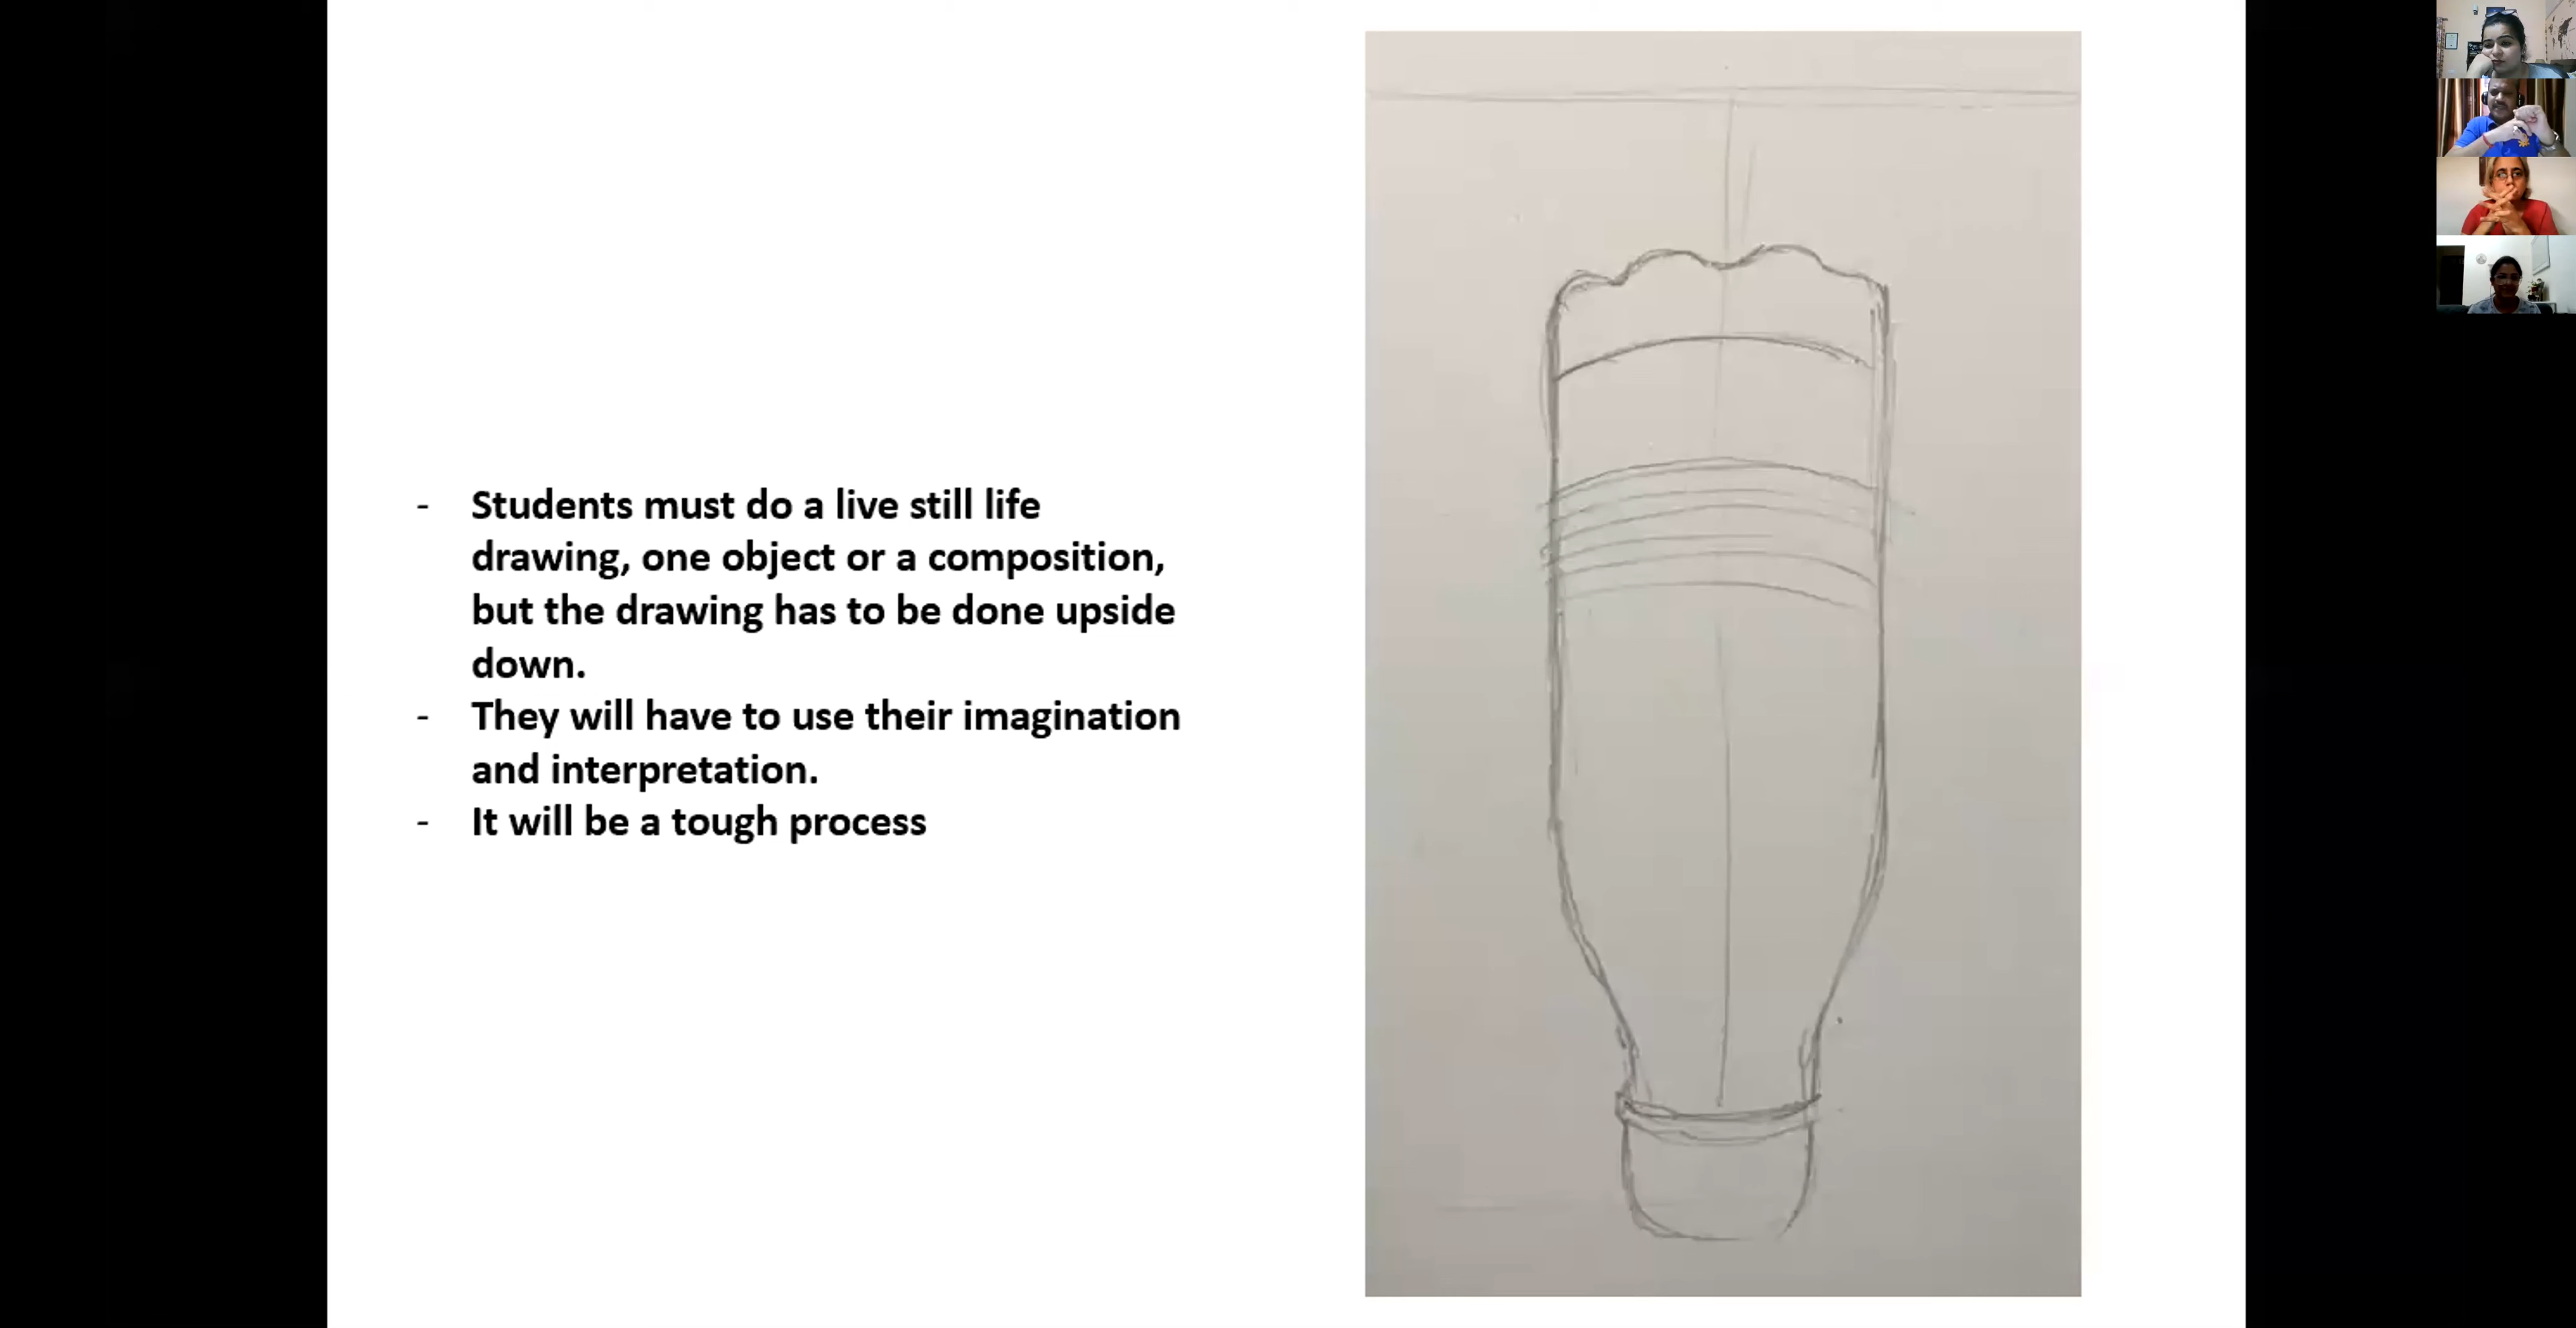 - Students must do a live still life
drawing, one object or a composition,
but the drawing has to be done upside
down.
- They will have to use their imagination
and interpretation.
- It will be a tough process